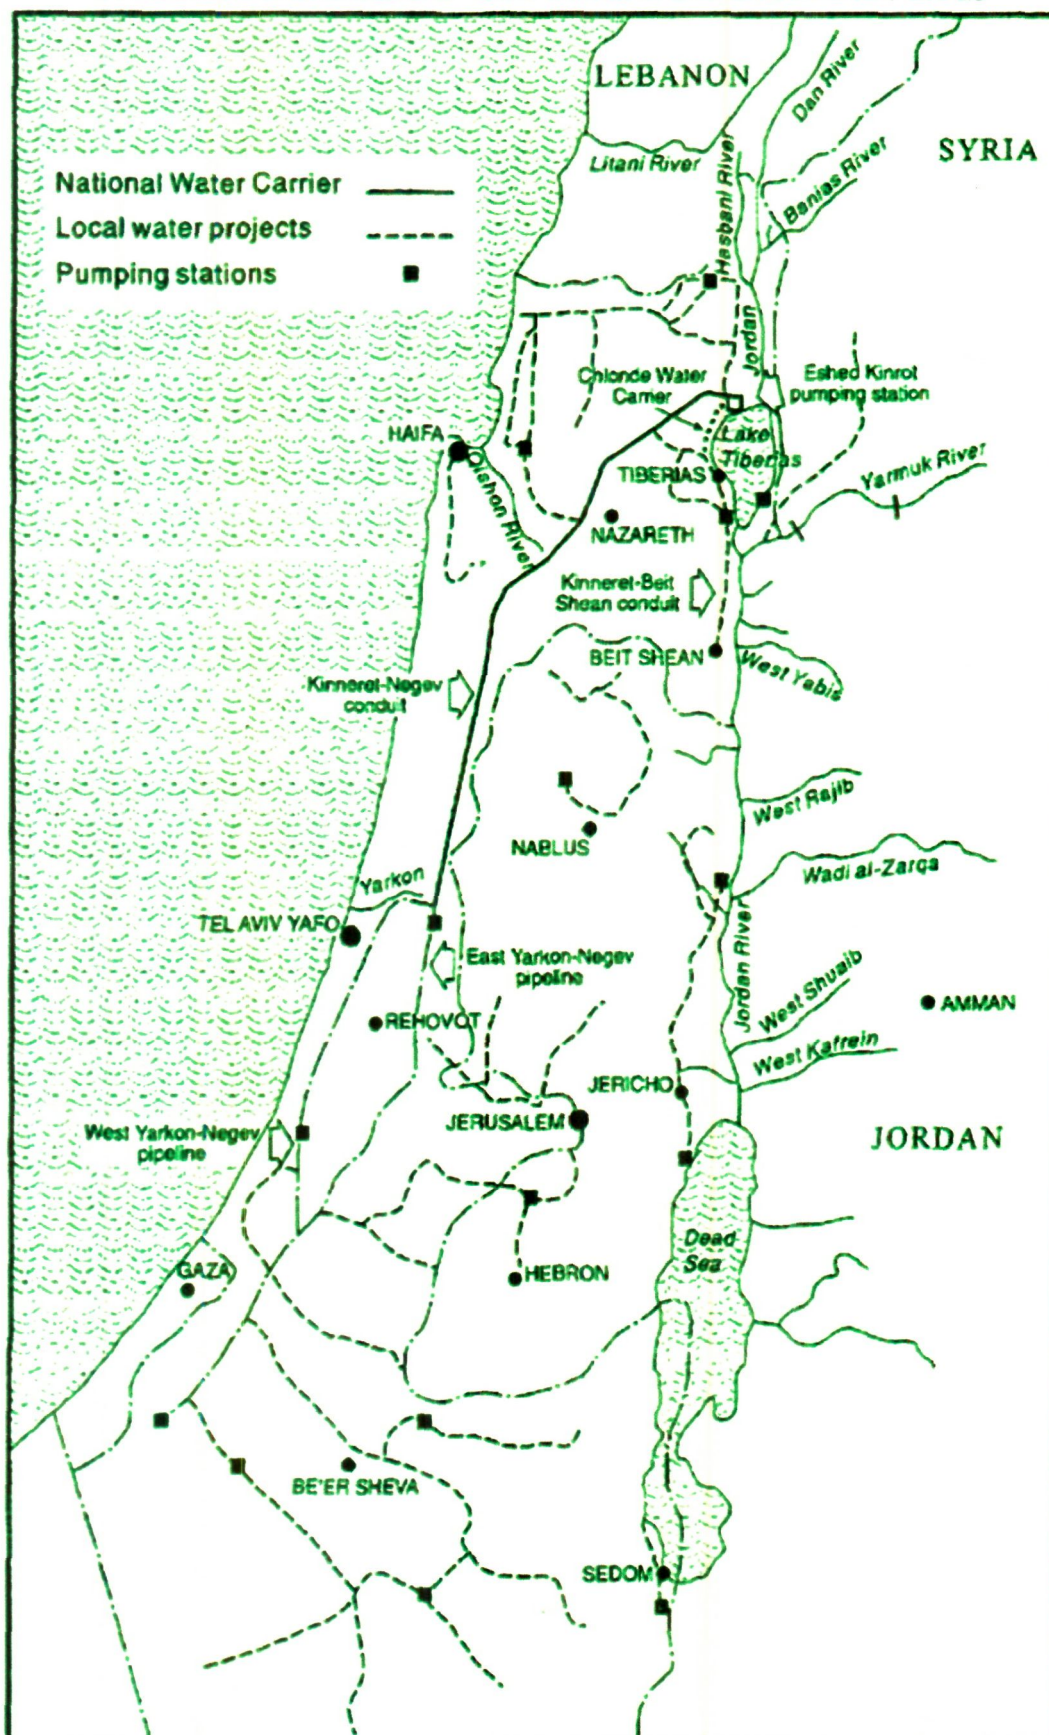 LEBANON
Dan River
SYRIA
Litani River
Hasbani River
Banias River
National Water Carrier
Local water projects
Pumping stations
Jordan
Chlonde Water
Carrier
Eshed Kinrot
pumping station
HAIFA
Lake
Tiberias
TIBERIAS
Yarmuk River
Qishon River
NAZARETH
Kinneret-Beit
Shean conduit
BEIT SHEAN
West Yabis
Kinneret-Negev
conduit
West Rajib
NABLUS
Wadi al-Zarqa
Yarkon
TEL AVIV YAFO
East Yarkon-Negev
pipeline
Jordan River
West Shuaib
AMMAN
REHOVOT
West Kafrein
JERICHO
JERUSALEM
West Yarkon-Negev
pipeline
JORDAN
Dead
Sea
GAZA
HEBRON
BE'ER SHEVA
SEDOM